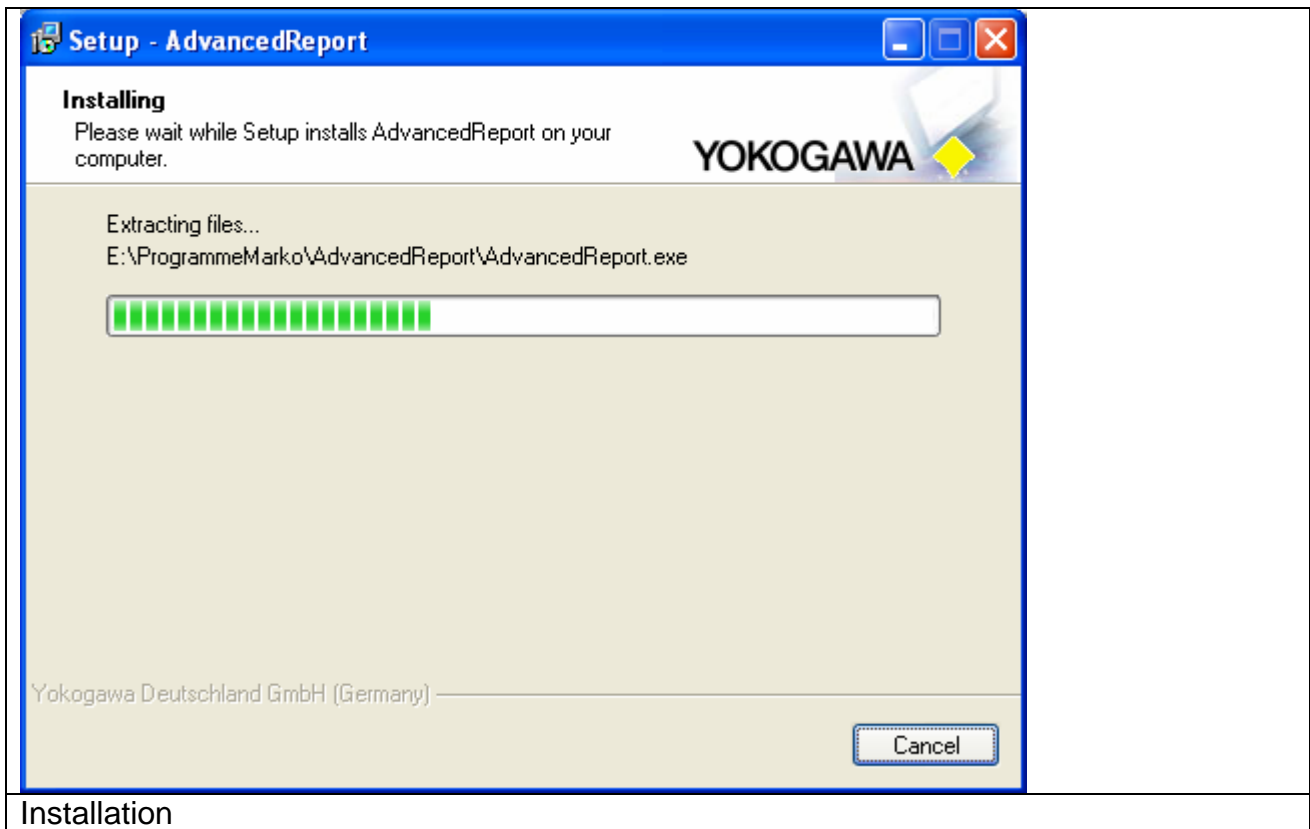 Setup - AdvancedReport
Installing
Please wait while Setup installs AdvancedReport on your
computer.
YOKOGAWA
Extracting files...
E:\ProgrammeMarko\AdvancedReport\AdvancedReport.exe
Yokogawa Deutschland GmbH (Germany)
Cancel
Installation